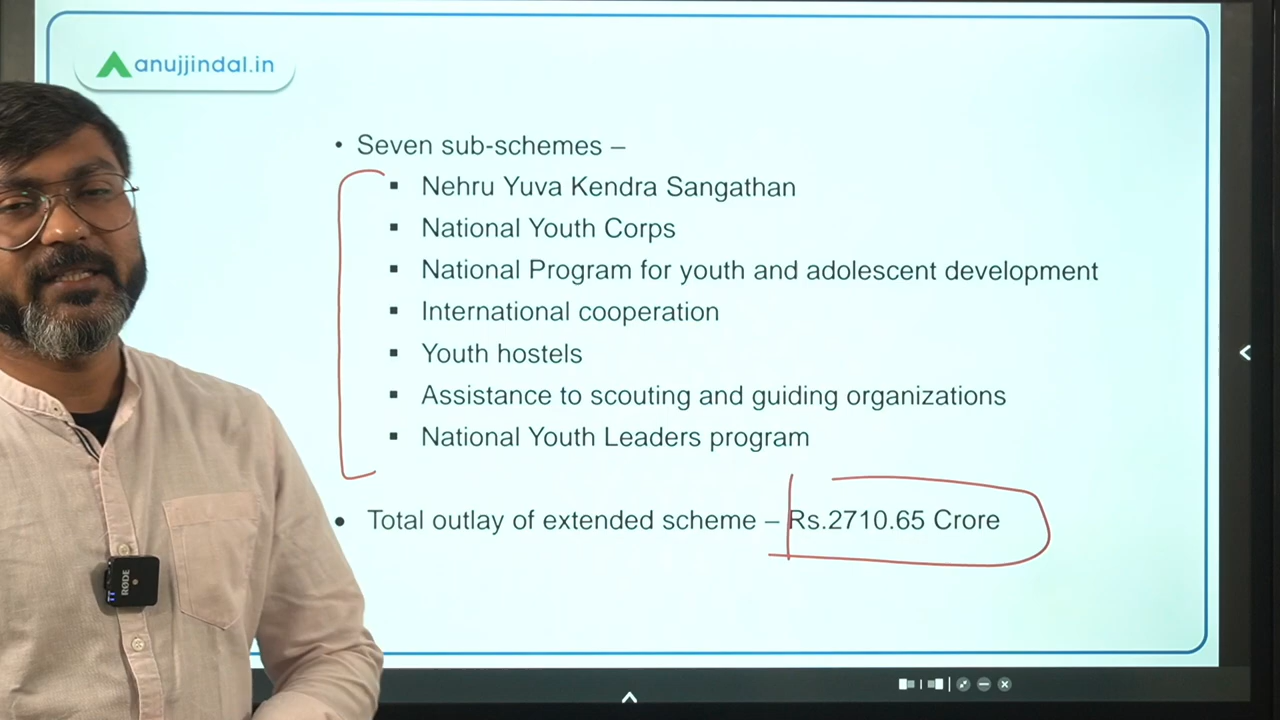 anujjindal.in
• Seven sub-schemes –
▪ Nehru Yuva Kendra Sangathan
▪ National Youth Corps
▪ National Program for youth and adolescent development
▪ International cooperation
▪ Youth hostels
▪ Assistance to scouting and guiding organizations
▪ National Youth Leaders program
• Total outlay of extended scheme – Rs.2710.65 Crore
RØDE